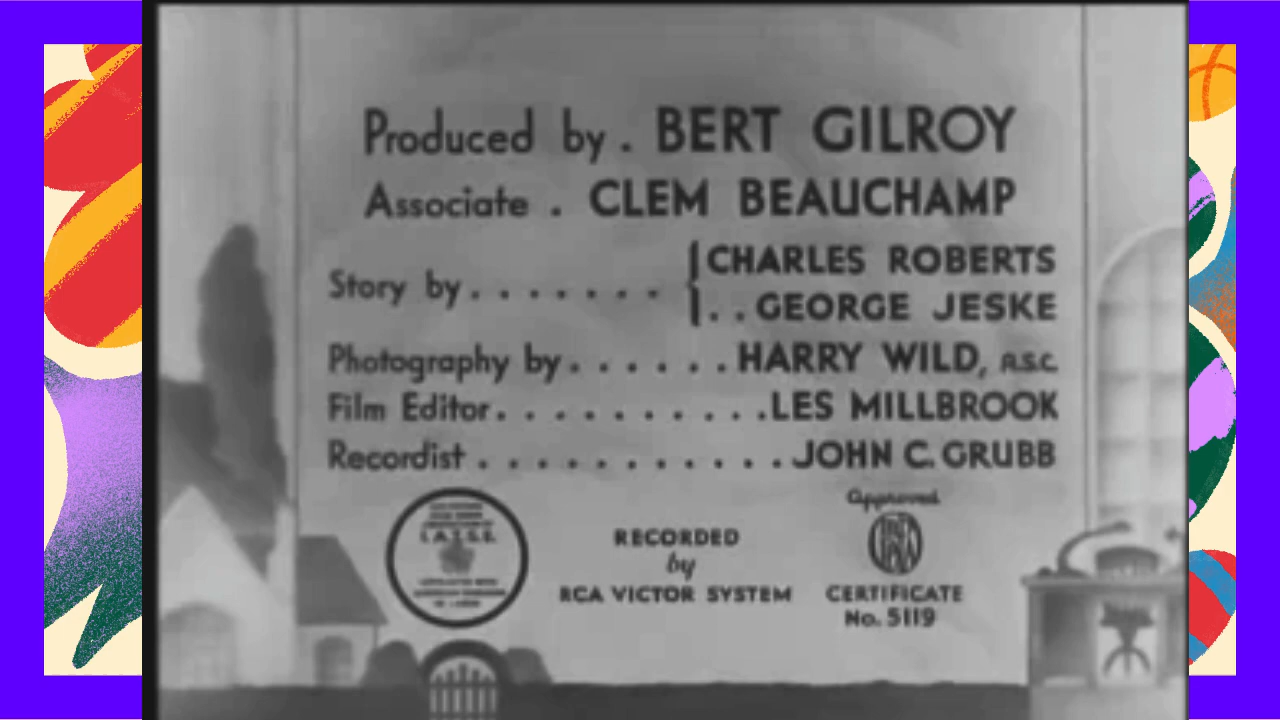 Produced by . BERT GILROY
Associate . CLEM BEAUCHAMP
Story by........ {CHARLES ROBERTS
..GEORGE JESKE
Photography by......HARRY WILD, A.S.C.
Film Editor..........LES MILLBROOK
Recordist ...........JOHN C. GRUBB
I.A.T.S.E.
RECORDED
by
RCA VICTOR SYSTEM
Approved
CERTIFICATE
No. 5119